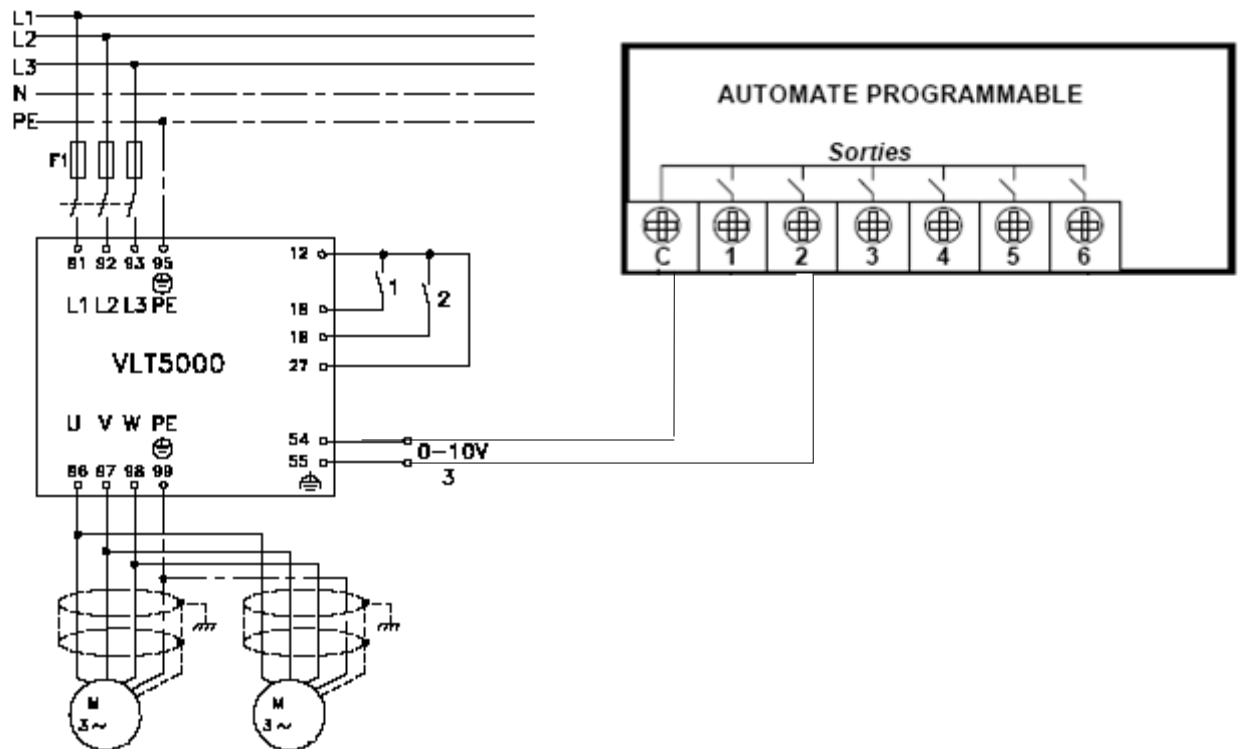 L1
L2
L3
N
PE
F1
91 92 93 95
L1 L2 L3 PE
VLT5000
U V W PE
96 97 98 99
12
18
18
27
54
55
1
2
0-10V
3
M
3~
M
3~
AUTOMATE PROGRAMMABLE
Sorties
C 1 2 3 4 5 6